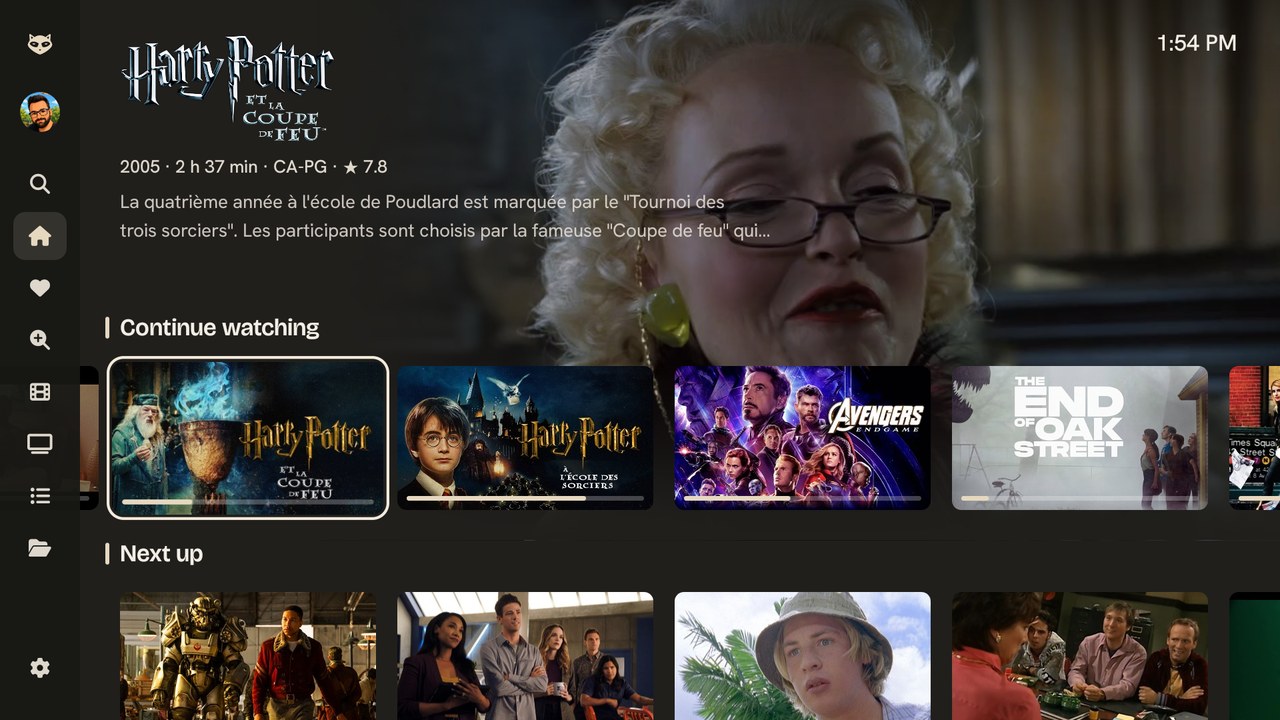 1:54 PM
Harry Potter
ET LA
COUPE
DE FEU
2005 · 2 h 37 min · CA-PG · ★ 7.8
La quatrième année à l'école de Poudlard est marquée par le "Tournoi des
trois sorciers". Les participants sont choisis par la fameuse "Coupe de feu" qui...
Continue watching
Harry Potter
ET LA
COUPE
DE FEU
Harry Potter
À
L'ÉCOLE DES
SORCIERS
AVENGERS
ENDGAME
THE
END
OF OAK
STREET
Times Squa
Street S
Next up